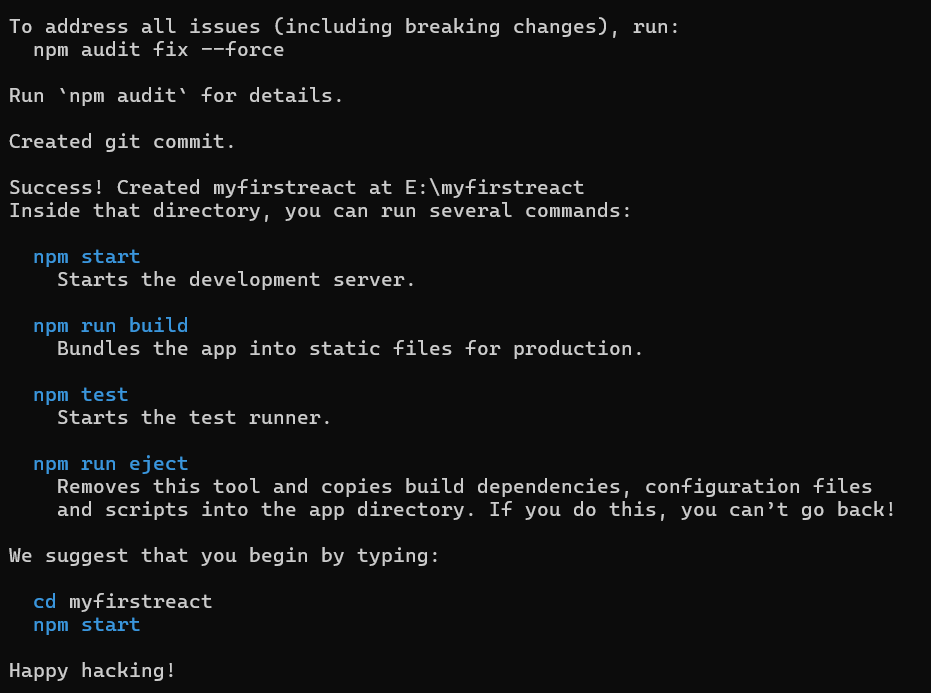 To address all issues (including breaking changes), run:
  npm audit fix --force

Run `npm audit` for details.

Created git commit.

Success! Created myfirstreact at E:\myfirstreact
Inside that directory, you can run several commands:

  npm start
    Starts the development server.

  npm run build
    Bundles the app into static files for production.

  npm test
    Starts the test runner.

  npm run eject
    Removes this tool and copies build dependencies, configuration files
    and scripts into the app directory. If you do this, you can’t go back!

We suggest that you begin by typing:

  cd myfirstreact
  npm start

Happy hacking!